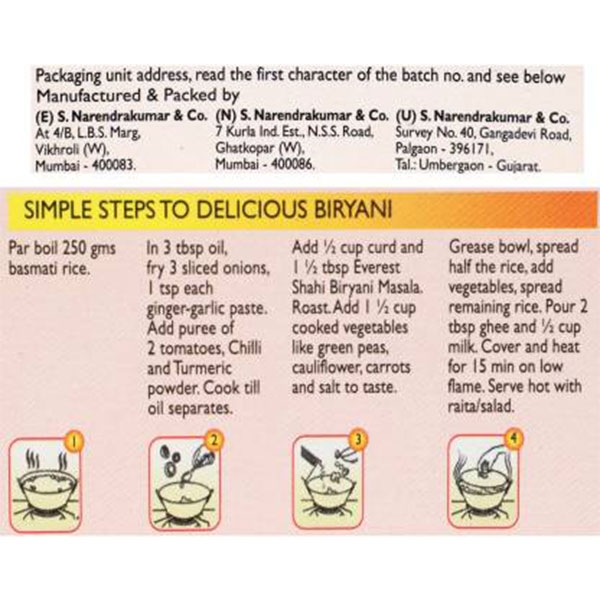 Packaging unit address, read the first character of the batch no. and see below
Manufactured & Packed by
(E) S. Narendrakumar & Co.
At 4/B, L.B.S. Marg,
Vikhroli (W),
Mumbai - 400083.
(N) S. Narendrakumar & Co.
7 Kurla Ind. Est., N.S.S. Road,
Ghatkopar (W),
Mumbai - 400086.
(U) S. Narendrakumar & Co.
Survey No. 40, Gangadevi Road,
Palgaon - 396171,
Tal.: Umbergaon - Gujarat.
SIMPLE STEPS TO DELICIOUS BIRYANI
Par boil 250 gms
basmati rice.
1
In 3 tbsp oil,
fry 3 sliced onions,
1 tsp each
ginger-garlic paste.
Add puree of
2 tomatoes, Chilli
and Turmeric
powder. Cook till
oil separates.
2
Add ½ cup curd and
1 ½ tbsp Everest
Shahi Biryani Masala.
Roast. Add 1 ½ cup
cooked vegetables
like green peas,
cauliflower, carrots
and salt to taste.
3
Grease bowl, spread
half the rice, add
vegetables, spread
remaining rice. Pour 2
tbsp ghee and ½ cup
milk. Cover and heat
for 15 min on low
flame. Serve hot with
raita/salad.
4